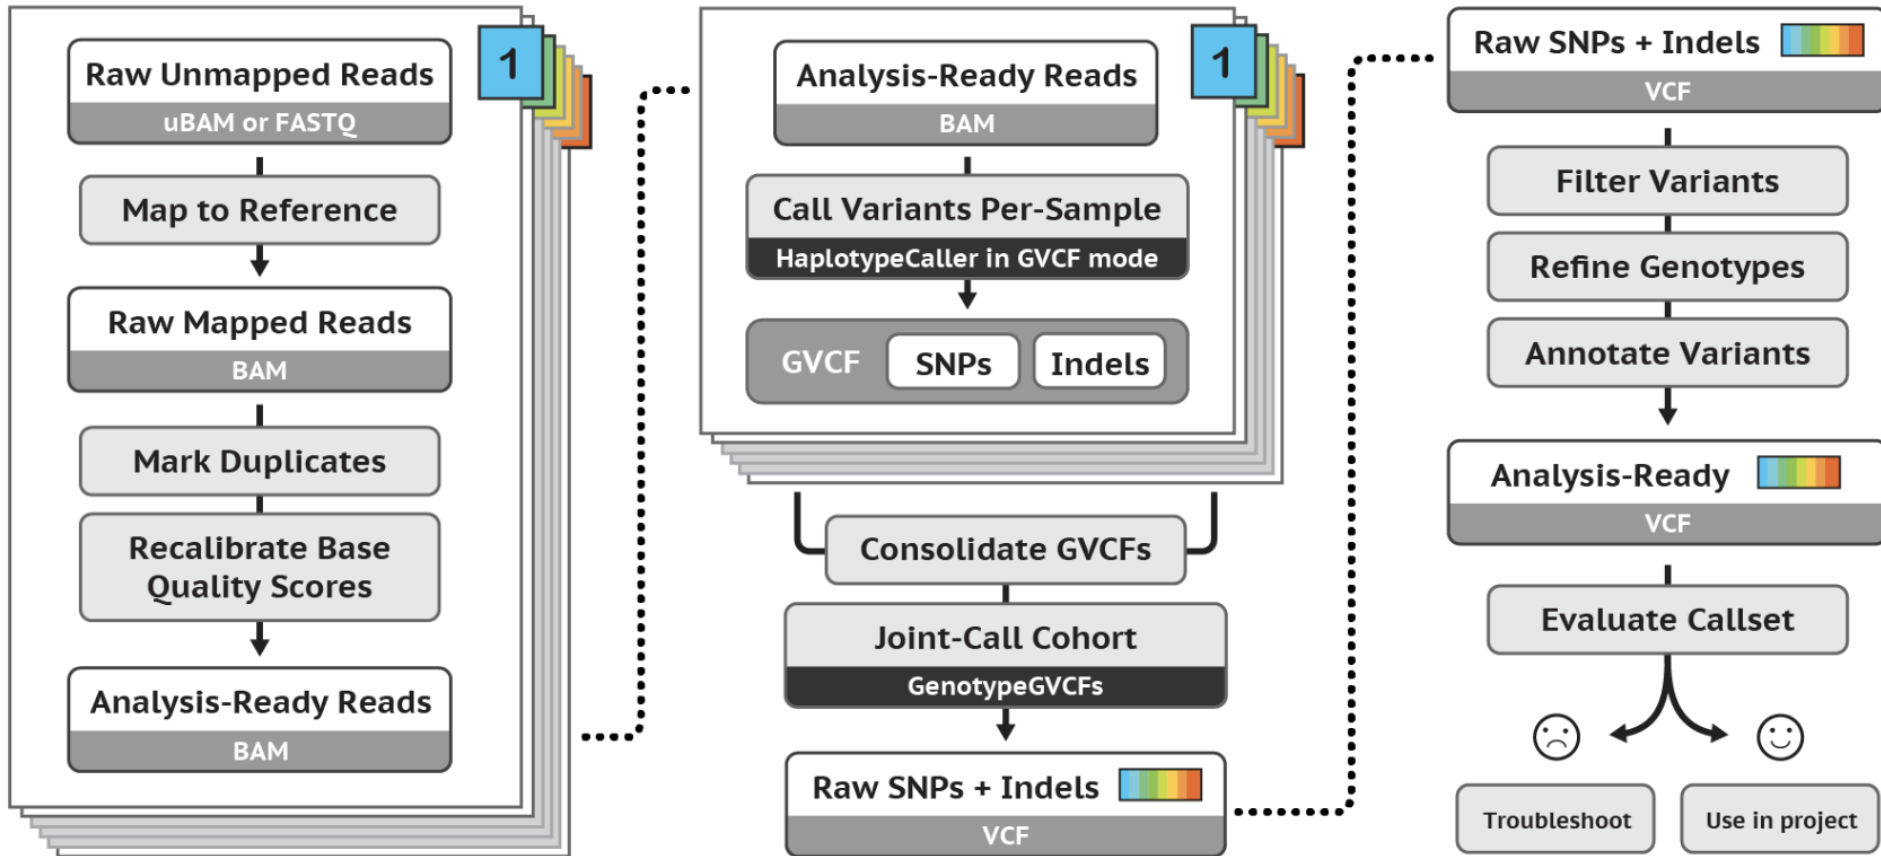 1
Raw Unmapped Reads
uBAM or FASTQ
Map to Reference
Raw Mapped Reads
BAM
Mark Duplicates
Recalibrate Base
Quality Scores
Analysis-Ready Reads
BAM
1
Analysis-Ready Reads
BAM
Call Variants Per-Sample
HaplotypeCaller in GVCF mode
GVCF SNPs Indels
Consolidate GVCFs
Joint-Call Cohort
GenotypeGVCFs
Raw SNPs + Indels
VCF
Raw SNPs + Indels
VCF
Filter Variants
Refine Genotypes
Annotate Variants
Analysis-Ready
VCF
Evaluate Callset
Troubleshoot
Use in project